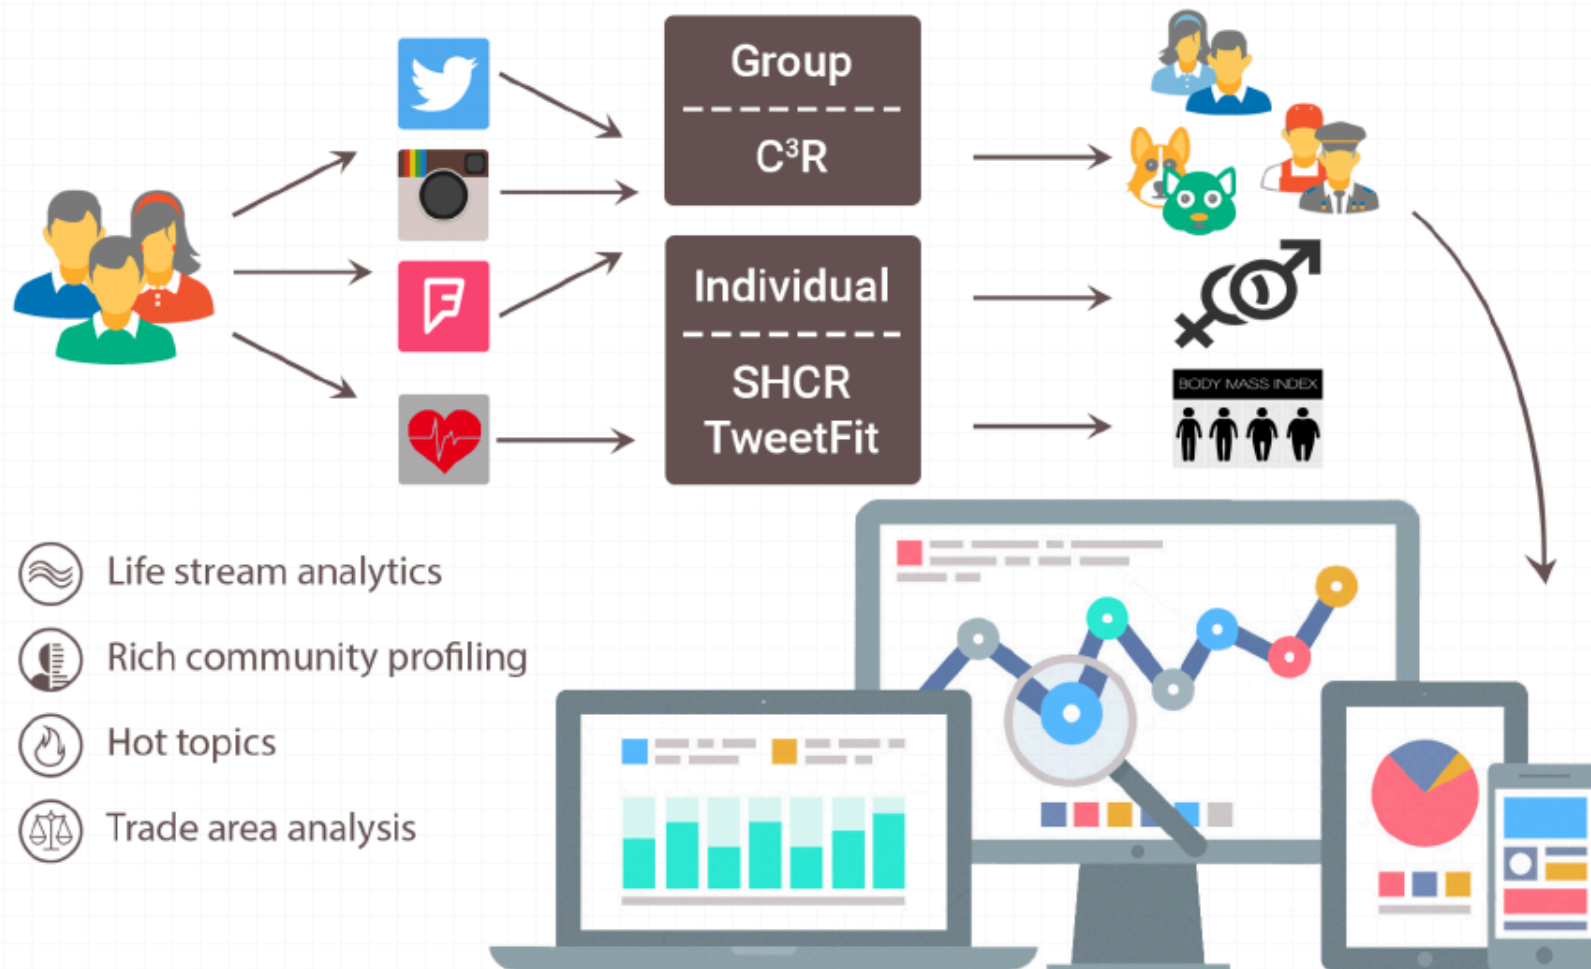 Group
C³R
Individual
SHCR
TweetFit
BODY MASS INDEX
Life stream analytics
Rich community profiling
Hot topics
Trade area analysis